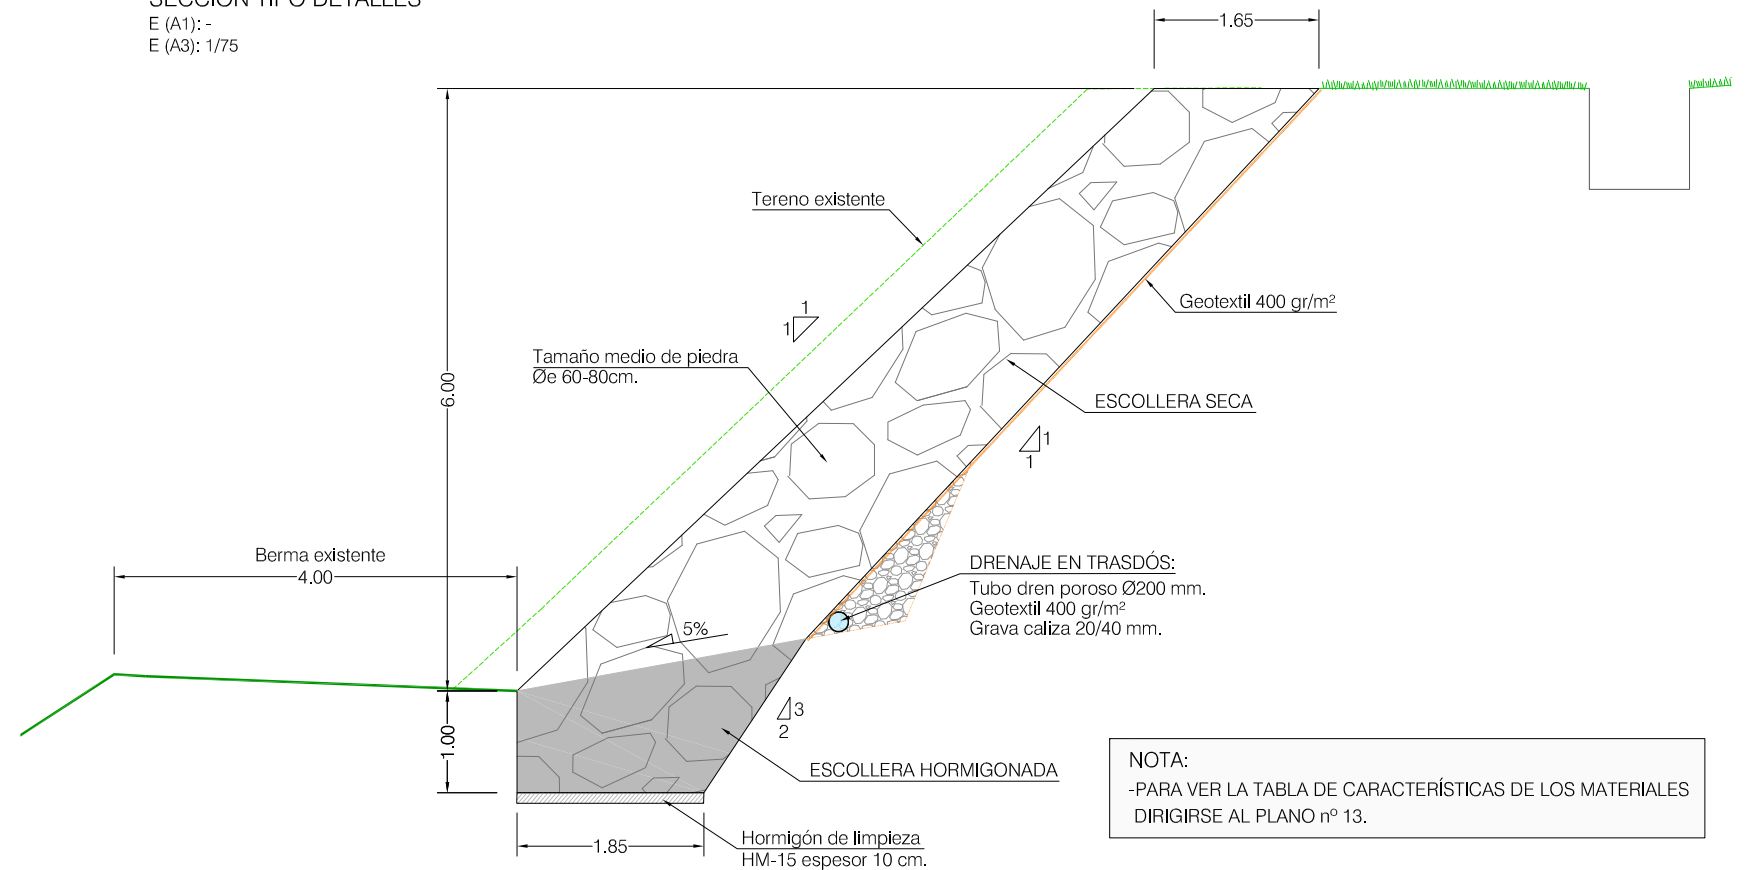 SECCIÓN TIPO DETALLES
E (A1): -
E (A3): 1/75
1.65
Tereno existente
Geotextil 400 gr/m²
1
1
Tamaño medio de piedra
Øe 60-80cm.
6.00
ESCOLLERA SECA
1
1
Berma existente
4.00
DRENAJE EN TRASDÓS:
Tubo dren poroso Ø200 mm.
Geotextil 400 gr/m²
Grava caliza 20/40 mm.
5%
3
2
1.00
ESCOLLERA HORMIGONADA
NOTA:
-PARA VER LA TABLA DE CARACTERÍSTICAS DE LOS MATERIALES
DIRIGIRSE AL PLANO nº 13.
1.85
Hormigón de limpieza
HM-15 espesor 10 cm.